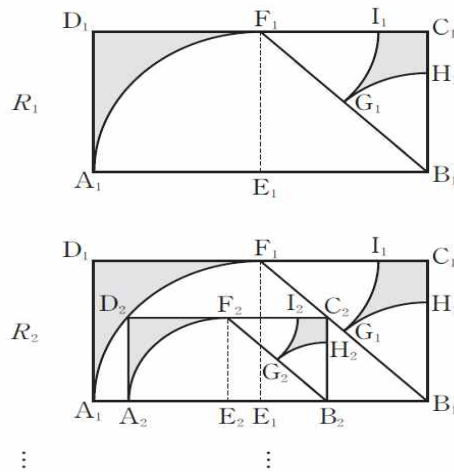 D₁ F₁ I₁ C₁
H₁
R₁ G₁
A₁ E₁ B₁
D₁ F₁ I₁ C₁
D₂ F₂ I₂ C₂ H₁
R₂ G₁
G₂ H₂
A₁ A₂ E₂ E₁ B₂ B₁
⋮ ⋮